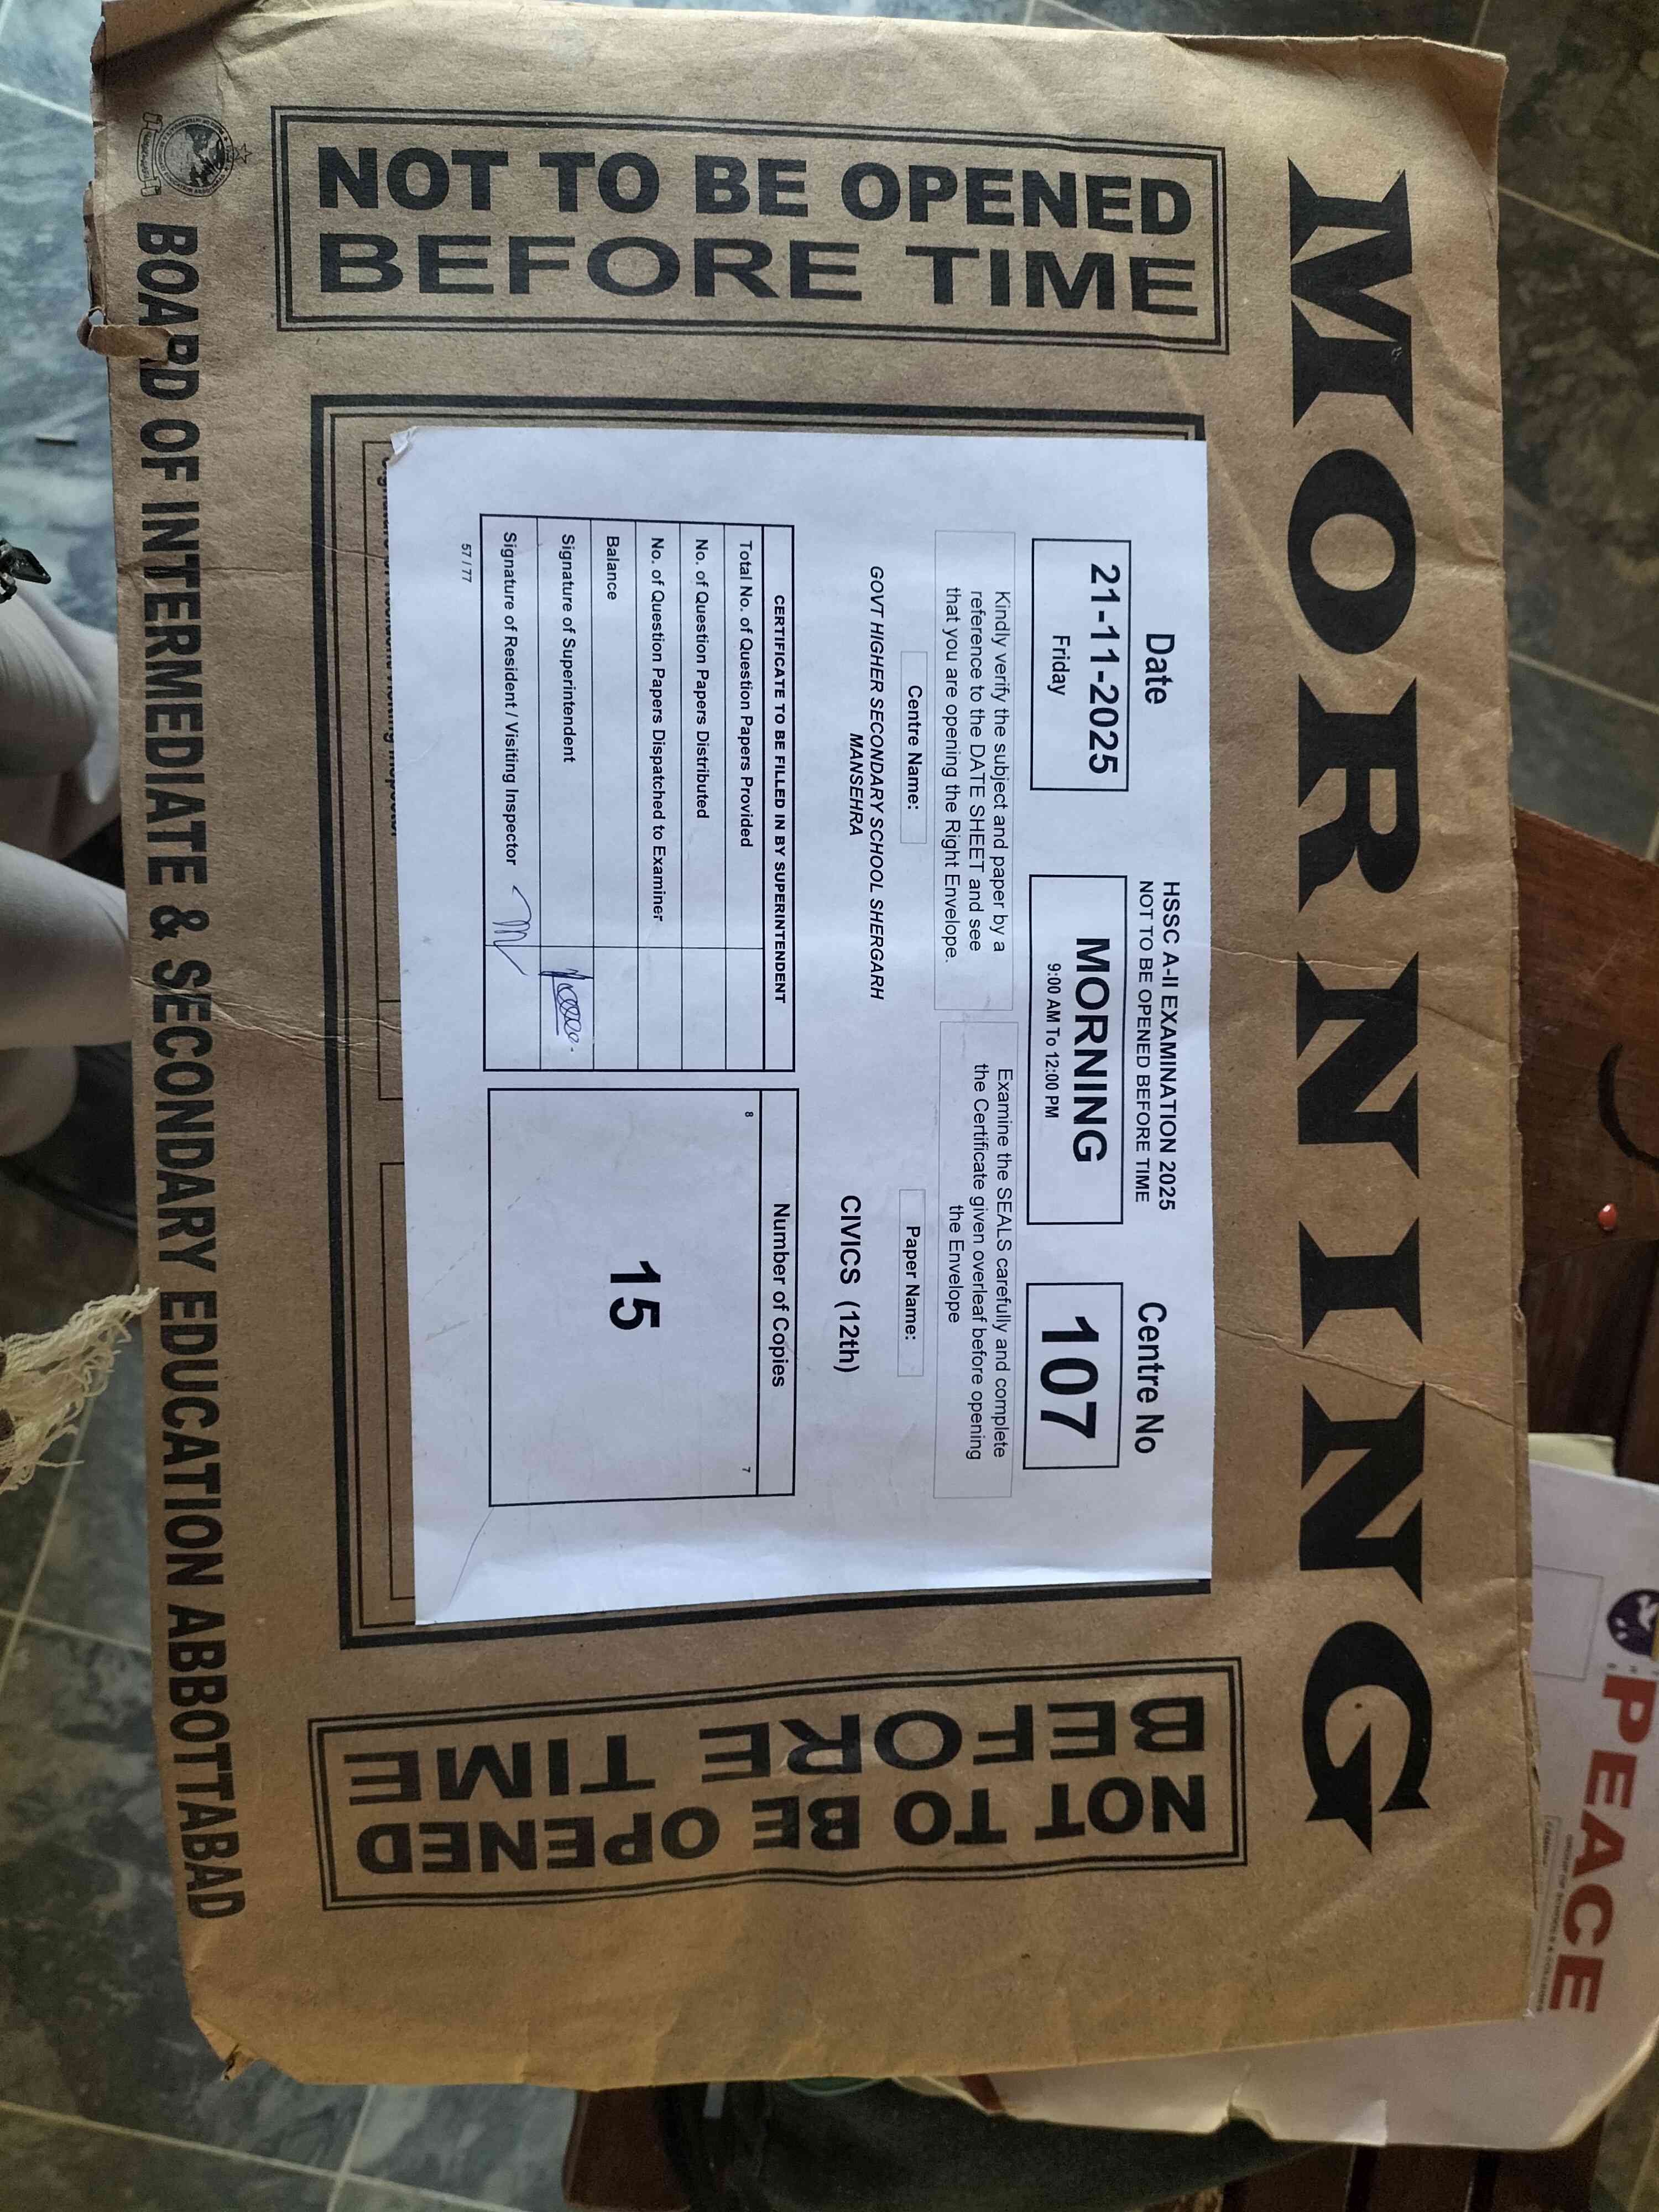 MORNING
NOT TO BE OPENED
BEFORE TIME
HSSC A-II EXAMINATION 2025
NOT TO BE OPENED BEFORE TIME
Date
21-11-2025
Friday
MORNING
9:00 AM To 12:00 PM
Centre No
107
Kindly verify the subject and paper by a
reference to the DATE SHEET and see
that you are opening the Right Envelope.
Examine the SEALS carefully and complete
the Certificate given overleaf before opening
the Envelope
Centre Name:
GOVT HIGHER SECONDARY SCHOOL SHERGARH
MANSEHRA
Paper Name:
CIVICS (12th)
CERTIFICATE TO BE FILLED IN BY SUPERINTENDENT
Total No. of Question Papers Provided
No. of Question Papers Distributed
No. of Question Papers Dispatched to Examiner
Balance
Signature of Superintendent
Signature of Resident / Visiting Inspector
Number of Copies
8
7
15
57 / 77
NOT TO BE OPENED
BEFORE TIME
BOARD OF INTERMEDIATE & SECONDARY EDUCATION ABBOTTABAD
PEACE
GROUP OF SCHOOLS & COLLEGES